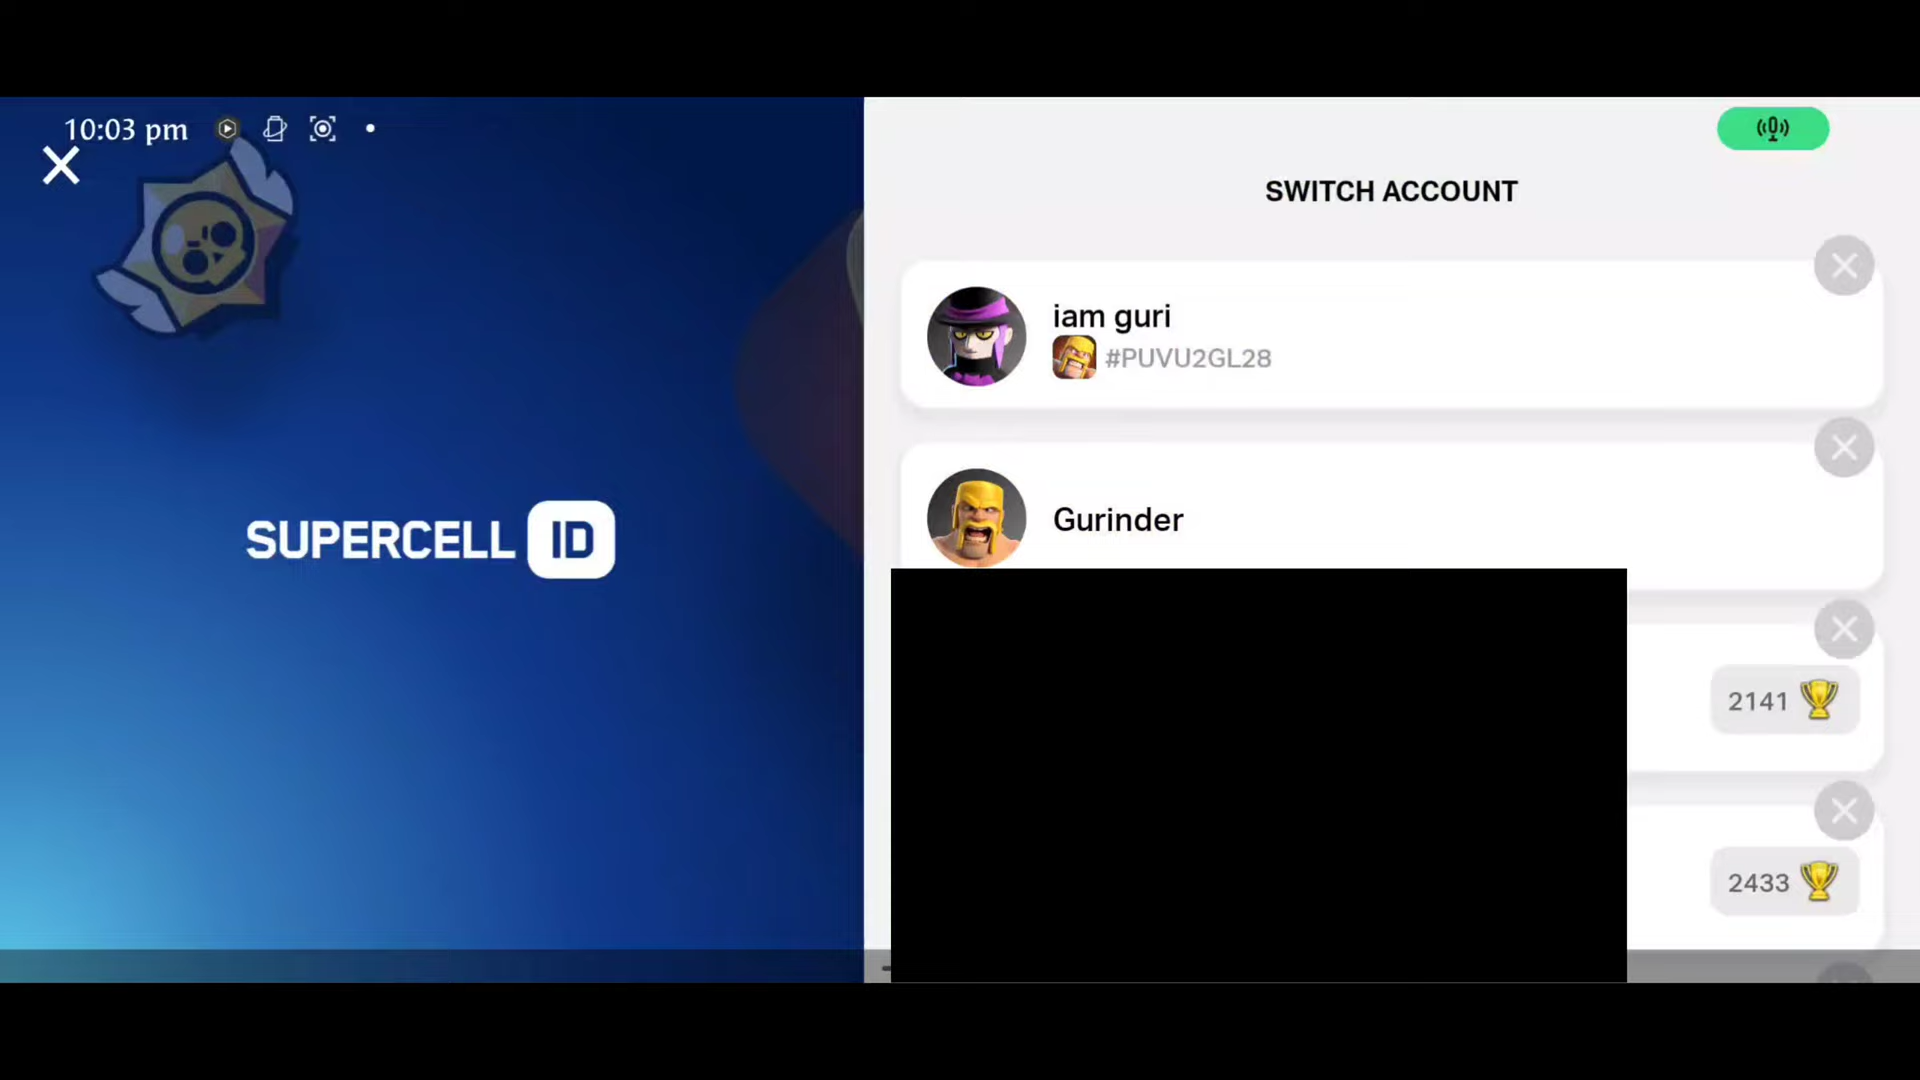 10:03 pm
SWITCH ACCOUNT
iam guri
#PUVU2GL28
SUPERCELL ID
Gurinder
2141
2433